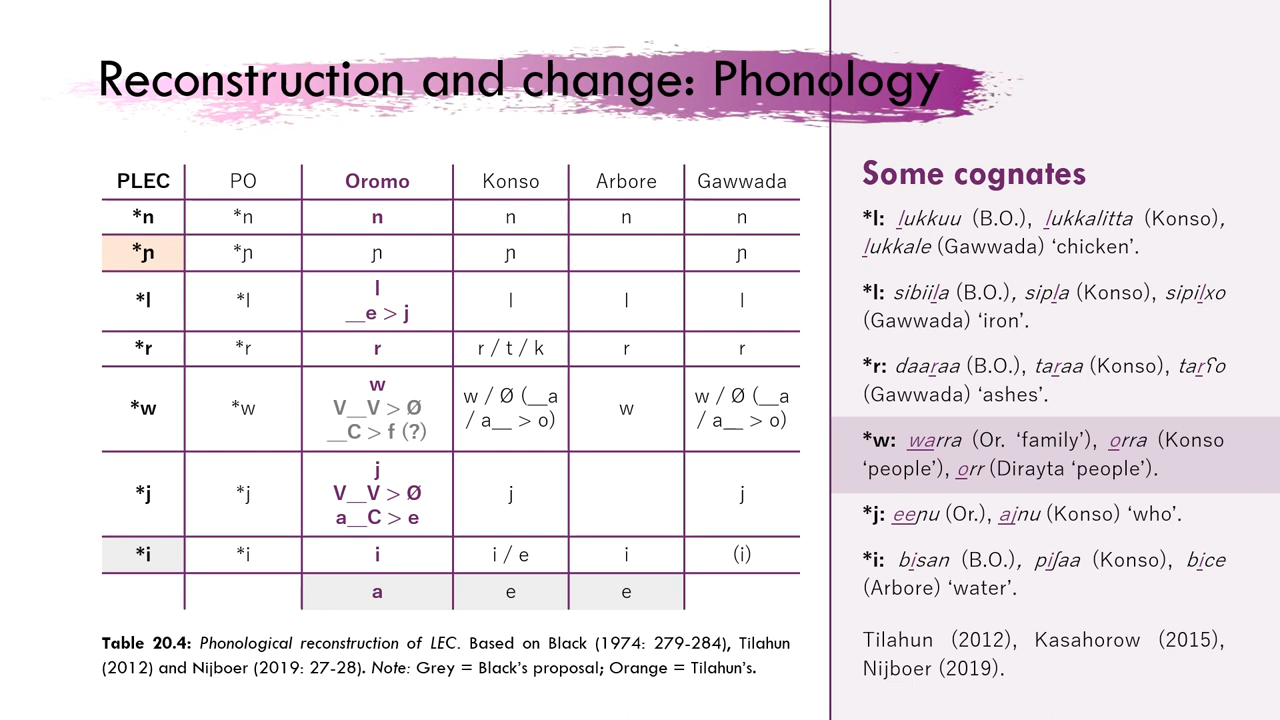 Reconstruction and change: Phonology
PLEC PO Oromo Konso Arbore Gawwada
*n *n n n n n
*ɲ *ɲ ɲ ɲ ɲ
*l *l l l l l
__e > j
*r *r r r / t / k r r
*w *w w w / Ø (__a / a__ > o) w w / Ø (__a / a__ > o)
V__V > Ø
__C > f (?)
*j *j j j j
V__V > Ø
a__C > e
*i *i i i / e i (i)
a e e
Table 20.4: Phonological reconstruction of LEC. Based on Black (1974: 279-284), Tilahun
(2012) and Nijboer (2019: 27-28). Note: Grey = Black's proposal; Orange = Tilahun's.
Some cognates
*l: lukkuu (B.O.), lukkalitta (Konso),
lukkale (Gawwada) ‘chicken’.
*l: sibiila (B.O.), sipla (Konso), sipilxo
(Gawwada) ‘iron’.
*r: daaraa (B.O.), taraa (Konso), tarʕo
(Gawwada) ‘ashes’.
*w: warra (Or. ‘family’), orra (Konso
‘people’), orr (Dirayta ‘people’).
*j: eeɲu (Or.), ajnu (Konso) ‘who’.
*i: bisan (B.O.), piʃaa (Konso), bice
(Arbore) ‘water’.
Tilahun (2012), Kasahorow (2015),
Nijboer (2019).